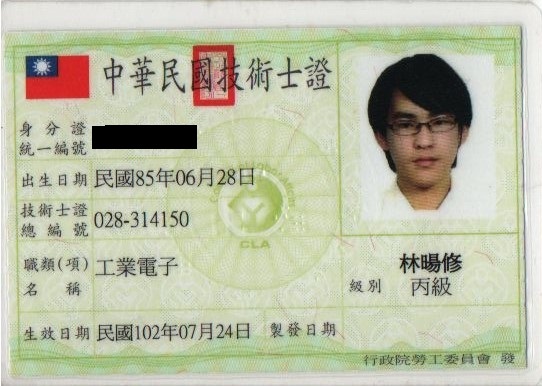 中華民國技術士證
身分證
統一編號
出生日期 民國85年06月28日
技術士證
總編號 028-314150
職類(項)
名稱 工業電子
林暘修
級別 丙級
生效日期 民國102年07月24日 製發日期
行政院勞工委員會 發
CLA